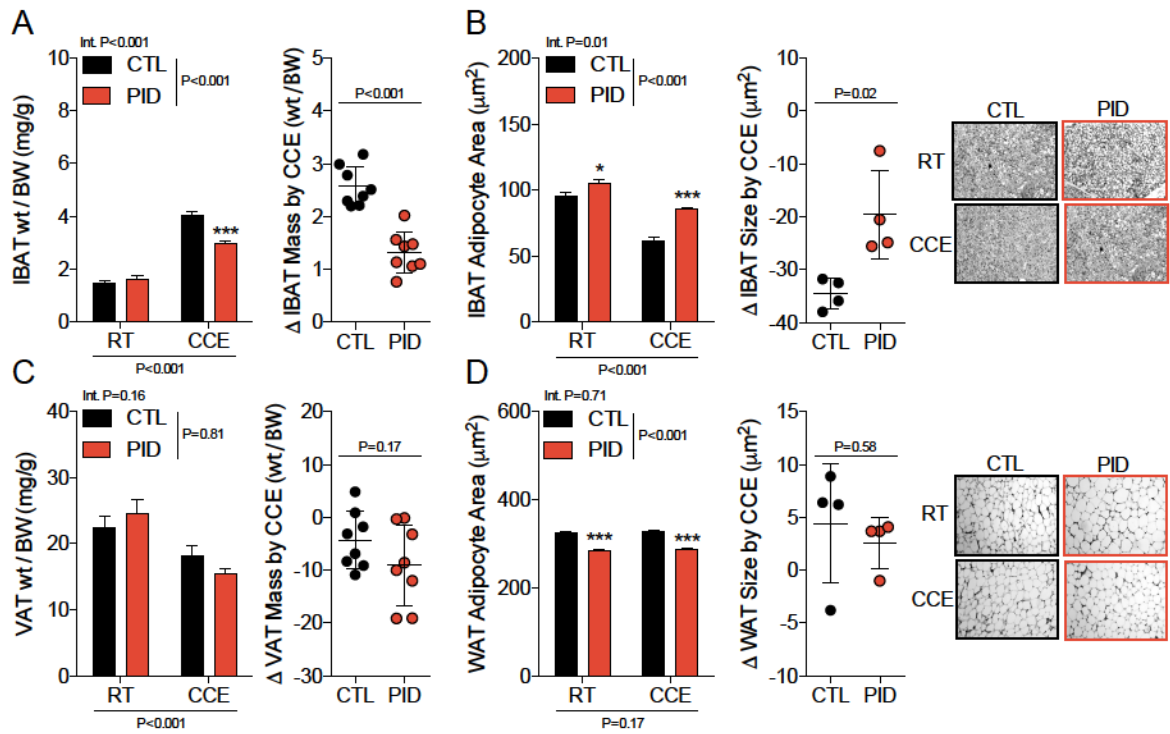 A
Int. P<0.001
CTL
PID
P<0.001
IBAT wt / BW (mg/g)
10
8
6
4
2
0
***
RT
CCE
P<0.001
Δ IBAT Mass by CCE (wt / BW)
5
4
3
2
1
0
P<0.001
CTL
PID
B
Int. P=0.01
CTL
PID
P<0.001
IBAT Adipocyte Area (μm2)
200
150
100
50
0
*
***
RT
CCE
P<0.001
Δ IBAT Size by CCE (μm2)
0
-10
-20
-30
-40
P=0.02
CTL
PID
CTL
PID
RT
CCE
C
Int. P=0.16
CTL
PID
P=0.81
VAT wt / BW (mg/g)
40
30
20
10
0
RT
CCE
P<0.001
Δ VAT Mass by CCE (wt / BW)
20
10
-0
-10
-20
-30
P=0.17
CTL
PID
D
Int. P=0.71
CTL
PID
P<0.001
WAT Adipocyte Area (μm2)
600
400
200
0
***
***
RT
CCE
P=0.17
Δ WAT Size by CCE (μm2)
15
10
5
0
-5
-10
P=0.58
CTL
PID
CTL
PID
RT
CCE